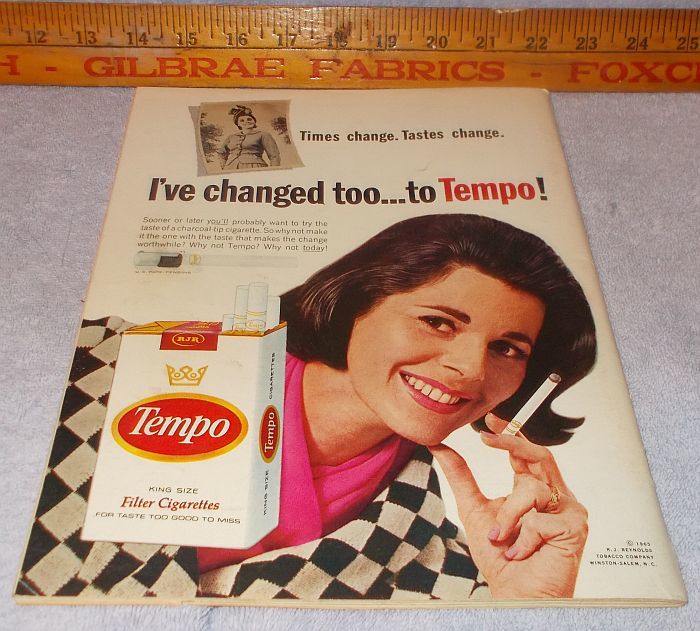 12 13 14 15 16 17 18 19 20 21 22 23 24 25
H - GILBRAE FABRICS - FOXC
Times change. Tastes change.
I've changed too...to Tempo!
Sooner or later you'll probably want to try the
taste of a charcoal-tip cigarette. So why not make
it the one with the taste that makes the change
worthwhile? Why not Tempo? Why not today!
U.S. PATS. PENDING
RJR
Tempo
KING SIZE
Filter Cigarettes
FOR TASTE TOO GOOD TO MISS
CIGARETTES
Tempo
KING SIZE
© 1965
R. J. REYNOLDS
TOBACCO COMPANY
WINSTON-SALEM, N. C.